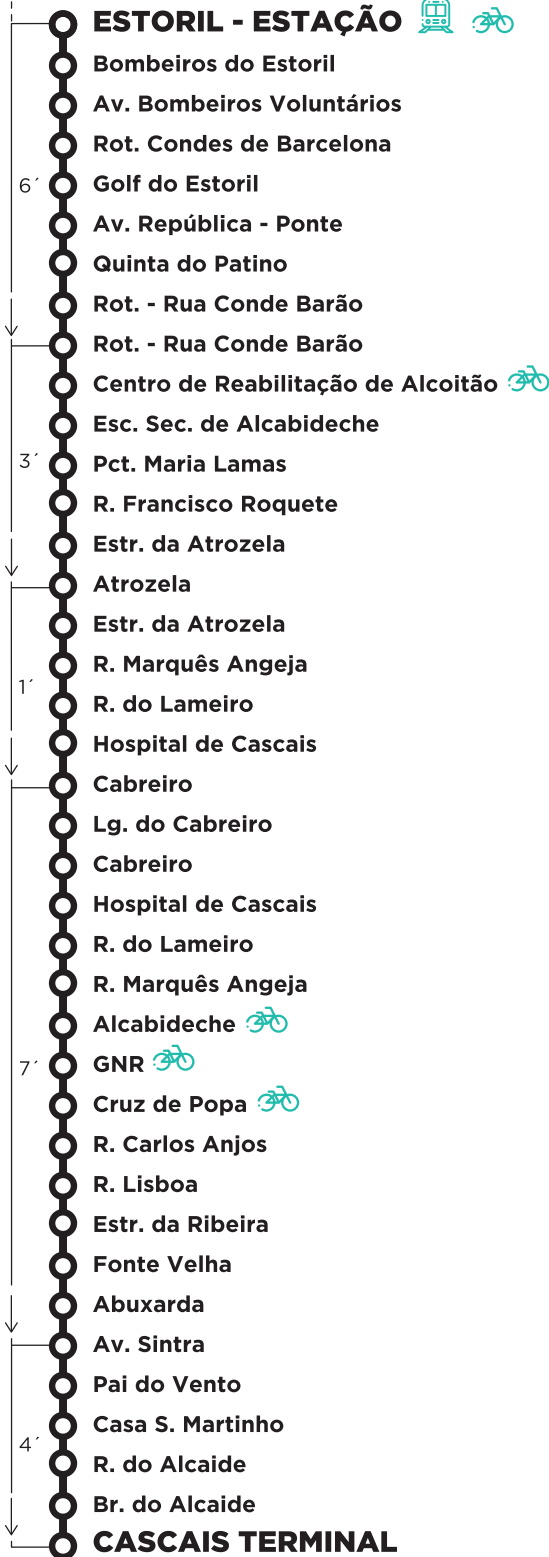 ESTORIL - ESTAÇÃO
Bombeiros do Estoril
Av. Bombeiros Voluntários
Rot. Condes de Barcelona
6´ Golf do Estoril
Av. República - Ponte
Quinta do Patino
Rot. - Rua Conde Barão
Rot. - Rua Conde Barão
Centro de Reabilitação de Alcoitão
Esc. Sec. de Alcabideche
3´ Pct. Maria Lamas
R. Francisco Roquete
Estr. da Atrozela
Atrozela
Estr. da Atrozela
R. Marquês Angeja
1´ R. do Lameiro
Hospital de Cascais
Cabreiro
Lg. do Cabreiro
Cabreiro
Hospital de Cascais
R. do Lameiro
R. Marquês Angeja
Alcabideche
7´ GNR
Cruz de Popa
R. Carlos Anjos
R. Lisboa
Estr. da Ribeira
Fonte Velha
Abuxarda
Av. Sintra
Pai do Vento
Casa S. Martinho
4´ R. do Alcaide
Br. do Alcaide
CASCAIS TERMINAL